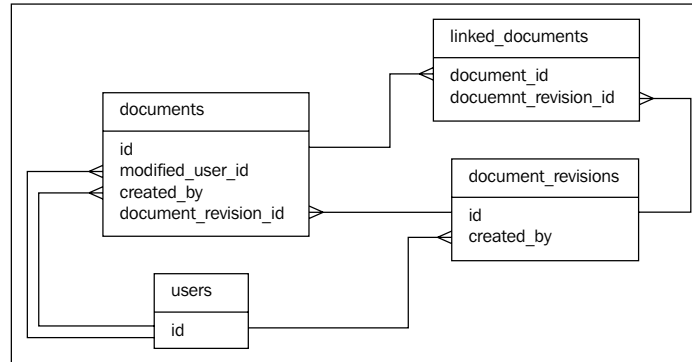 linked_documents
document_id
docuemnt_revision_id
documents
id
modified_user_id
created_by
document_revision_id
document_revisions
id
created_by
users
id